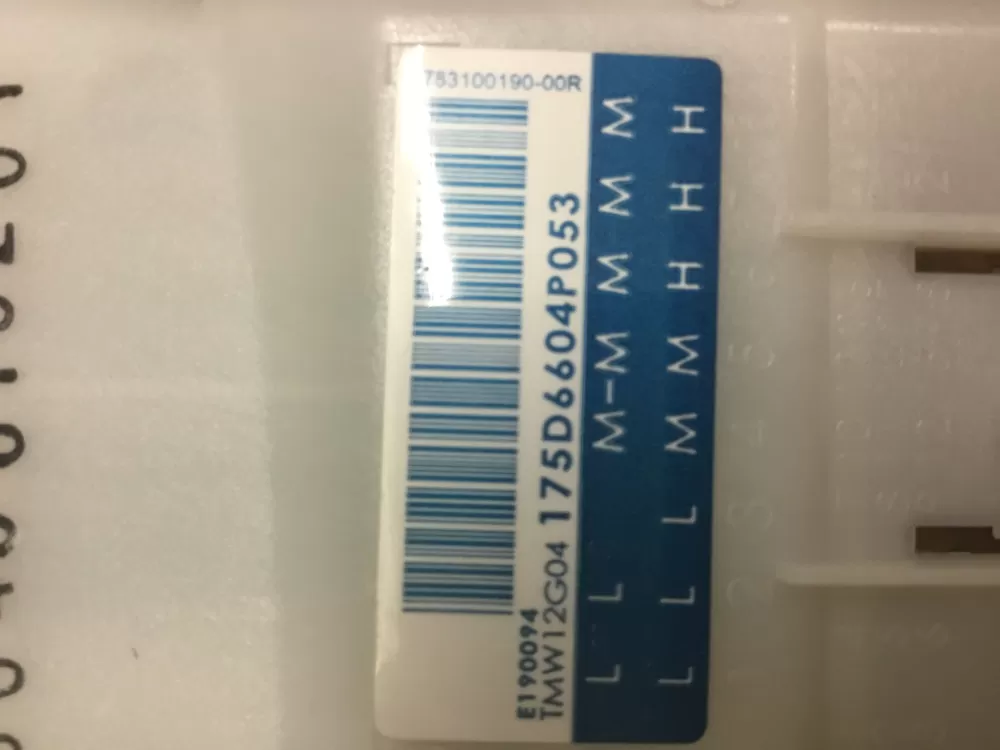 783100190-00R
E190094
TMW12G04 175D6604P053
L L M-M M M M
L L L M M H H H